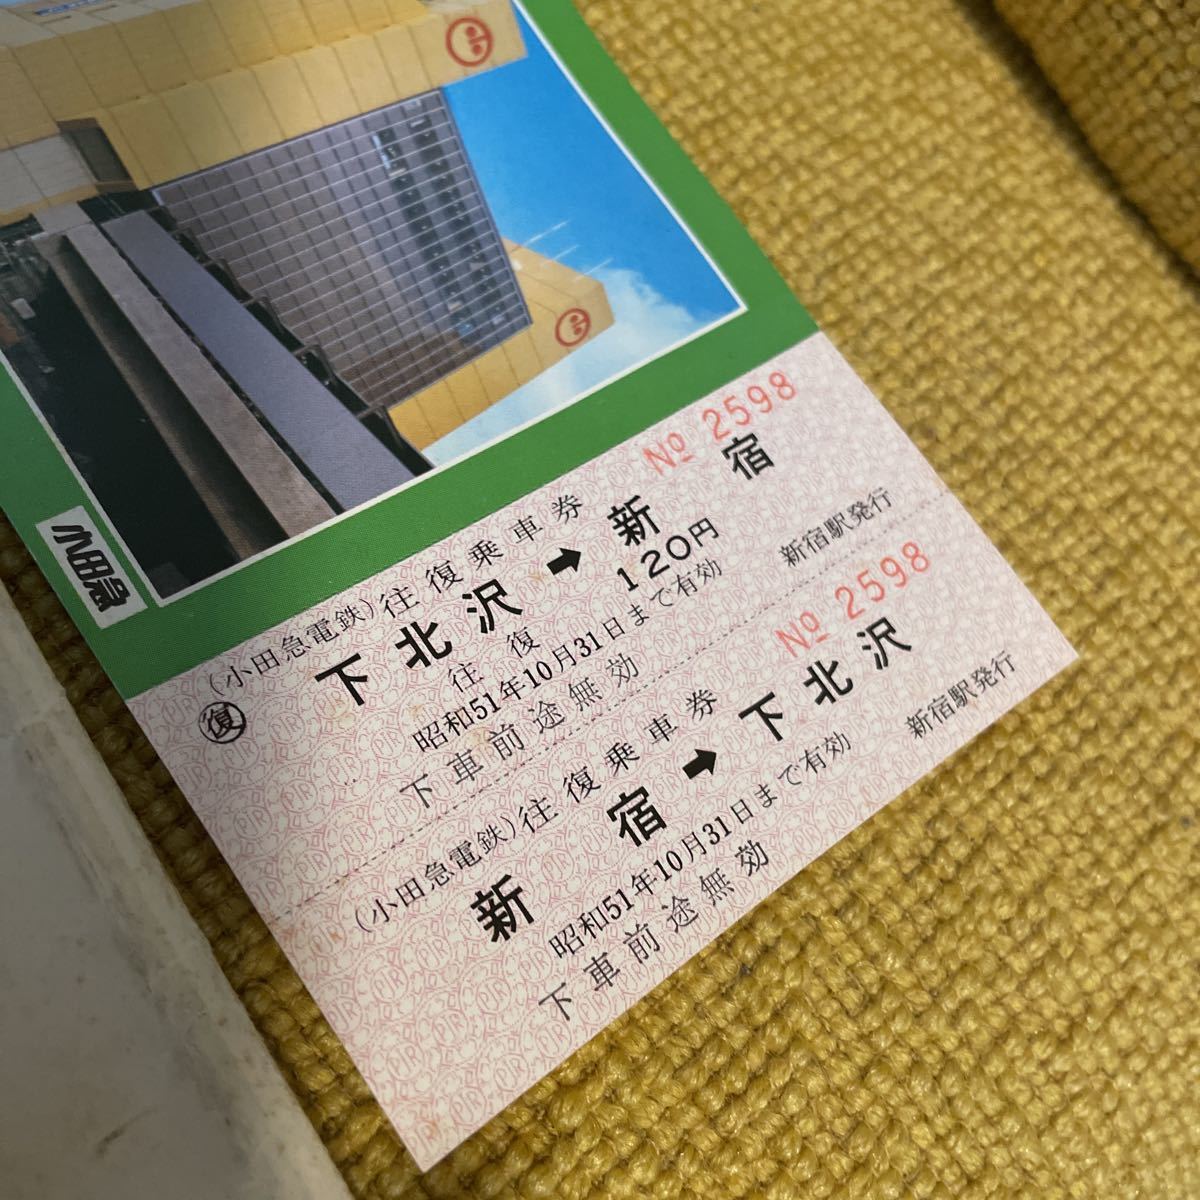 小田急
No 2598
(小田急電鉄)往復乗車券
復 下北沢➡新宿
往復 120円
昭和51年10月31日まで有効 新宿駅発行
下車前途無効
No 2598
(小田急電鉄)往復乗車券
新宿➡下北沢
昭和51年10月31日まで有効 新宿駅発行
下車前途無効